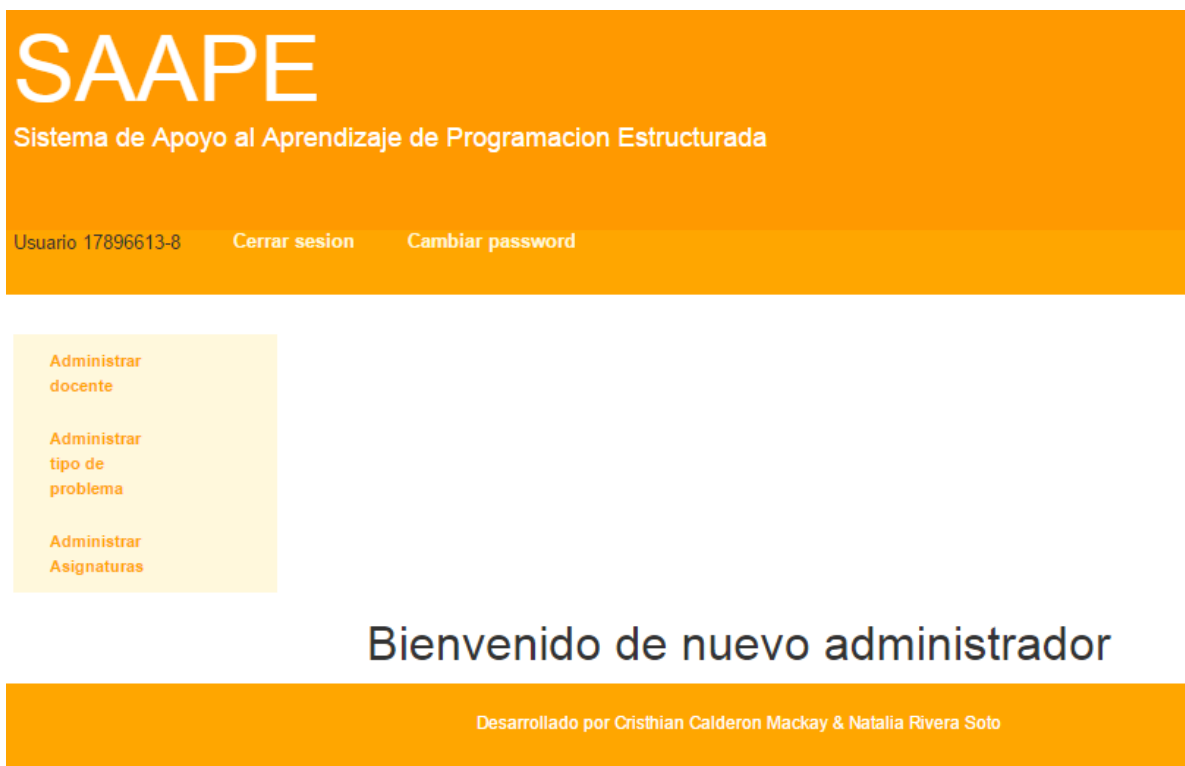 SAAPE
Sistema de Apoyo al Aprendizaje de Programacion Estructurada
Usuario 17896613-8 Cerrar sesion Cambiar password
Administrar
docente
Administrar
tipo de
problema
Administrar
Asignaturas
Bienvenido de nuevo administrador
Desarrollado por Cristhian Calderon Mackay & Natalia Rivera Soto